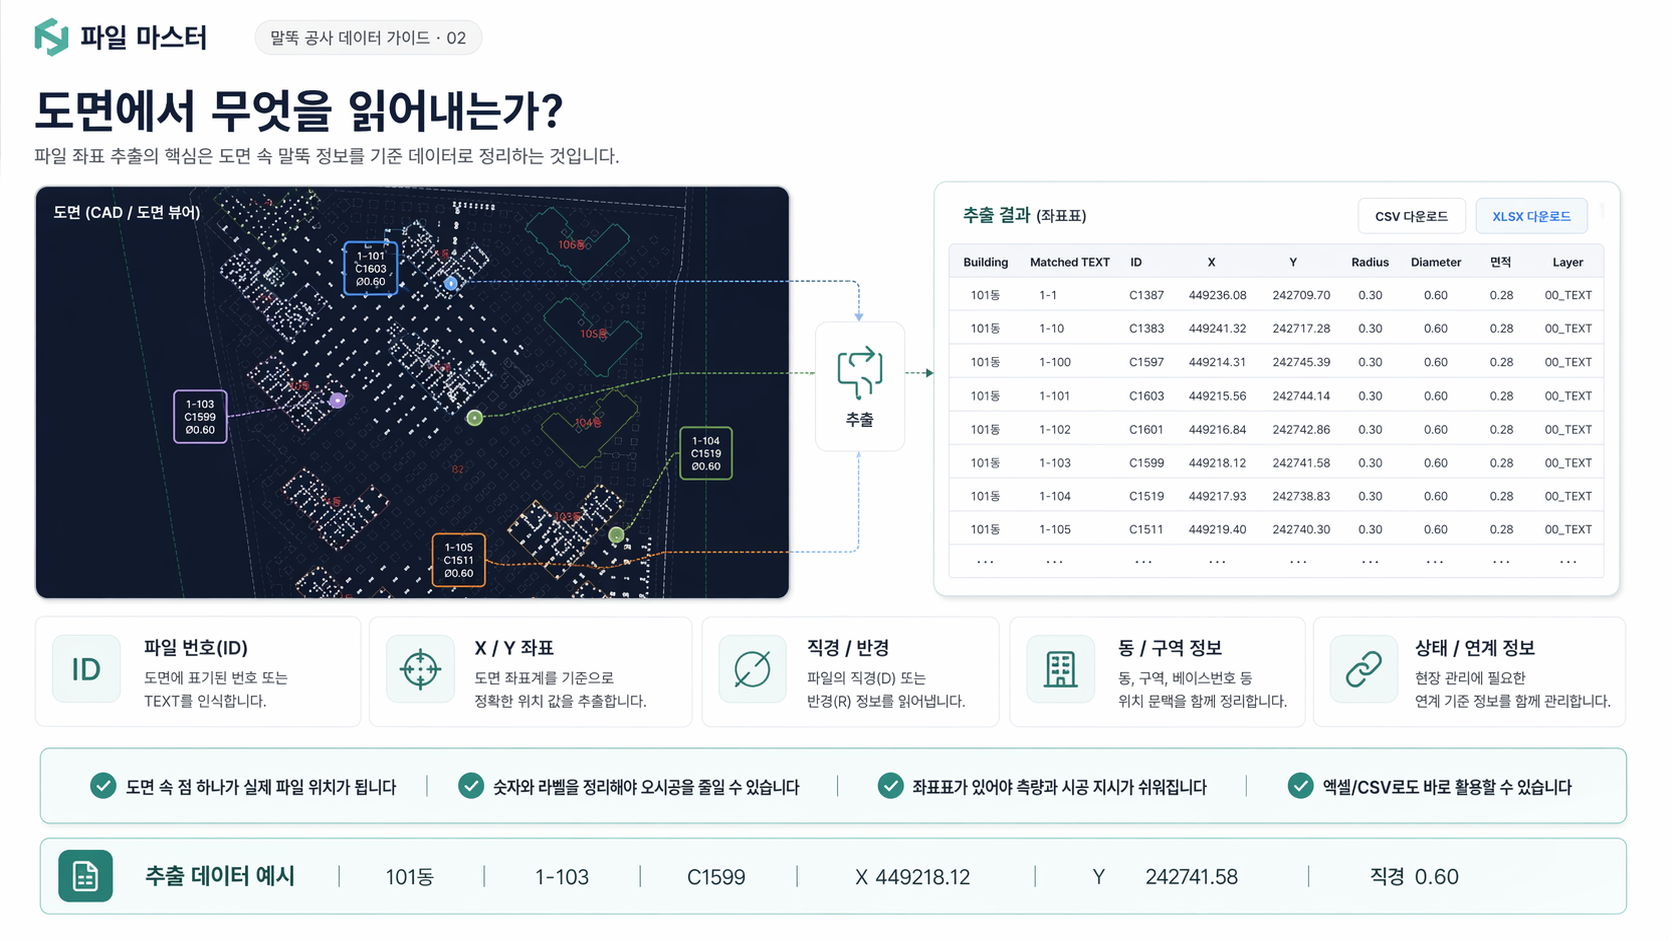 파일 마스터
말뚝 공사 데이터 가이드 · 02
도면에서 무엇을 읽어내는가?
파일 좌표 추출의 핵심은 도면 속 말뚝 정보를 기준 데이터로 정리하는 것입니다.
도면 (CAD / 도면 뷰어)
106동
1-101
C1603
Ø0.60
105동
1-103
C1599
Ø0.60
104동
1-104
C1519
Ø0.60
82
103동
1-105
C1511
Ø0.60
추출
추출 결과 (좌표표)
CSV 다운로드
XLSX 다운로드
Building Matched TEXT ID X Y Radius Diameter 면적 Layer
101동 1-1 C1387 449236.08 242709.70 0.30 0.60 0.28 00_TEXT
101동 1-10 C1383 449241.32 242717.28 0.30 0.60 0.28 00_TEXT
101동 1-100 C1597 449214.31 242745.39 0.30 0.60 0.28 00_TEXT
101동 1-101 C1603 449215.56 242744.14 0.30 0.60 0.28 00_TEXT
101동 1-102 C1601 449216.84 242742.86 0.30 0.60 0.28 00_TEXT
101동 1-103 C1599 449218.12 242741.58 0.30 0.60 0.28 00_TEXT
101동 1-104 C1519 449217.93 242738.83 0.30 0.60 0.28 00_TEXT
101동 1-105 C1511 449219.40 242740.30 0.30 0.60 0.28 00_TEXT
... ... ... ... ... ... ... ... ...
ID
파일 번호(ID)
도면에 표기된 번호 또는
TEXT를 인식합니다.
X / Y 좌표
도면 좌표계를 기준으로
정확한 위치 값을 추출합니다.
직경 / 반경
파일의 직경(D) 또는
반경(R) 정보를 읽어냅니다.
동 / 구역 정보
동, 구역, 베이스번호 등
위치 문맥을 함께 정리합니다.
상태 / 연계 정보
현장 관리에 필요한
연계 기준 정보를 함께 관리합니다.
도면 속 점 하나가 실제 파일 위치가 됩니다
숫자와 라벨을 정리해야 오시공을 줄일 수 있습니다
좌표표가 있어야 측량과 시공 지시가 쉬워집니다
엑셀/CSV로도 바로 활용할 수 있습니다
추출 데이터 예시 | 101동 | 1-103 | C1599 | X 449218.12 | Y 242741.58 | 직경 0.60